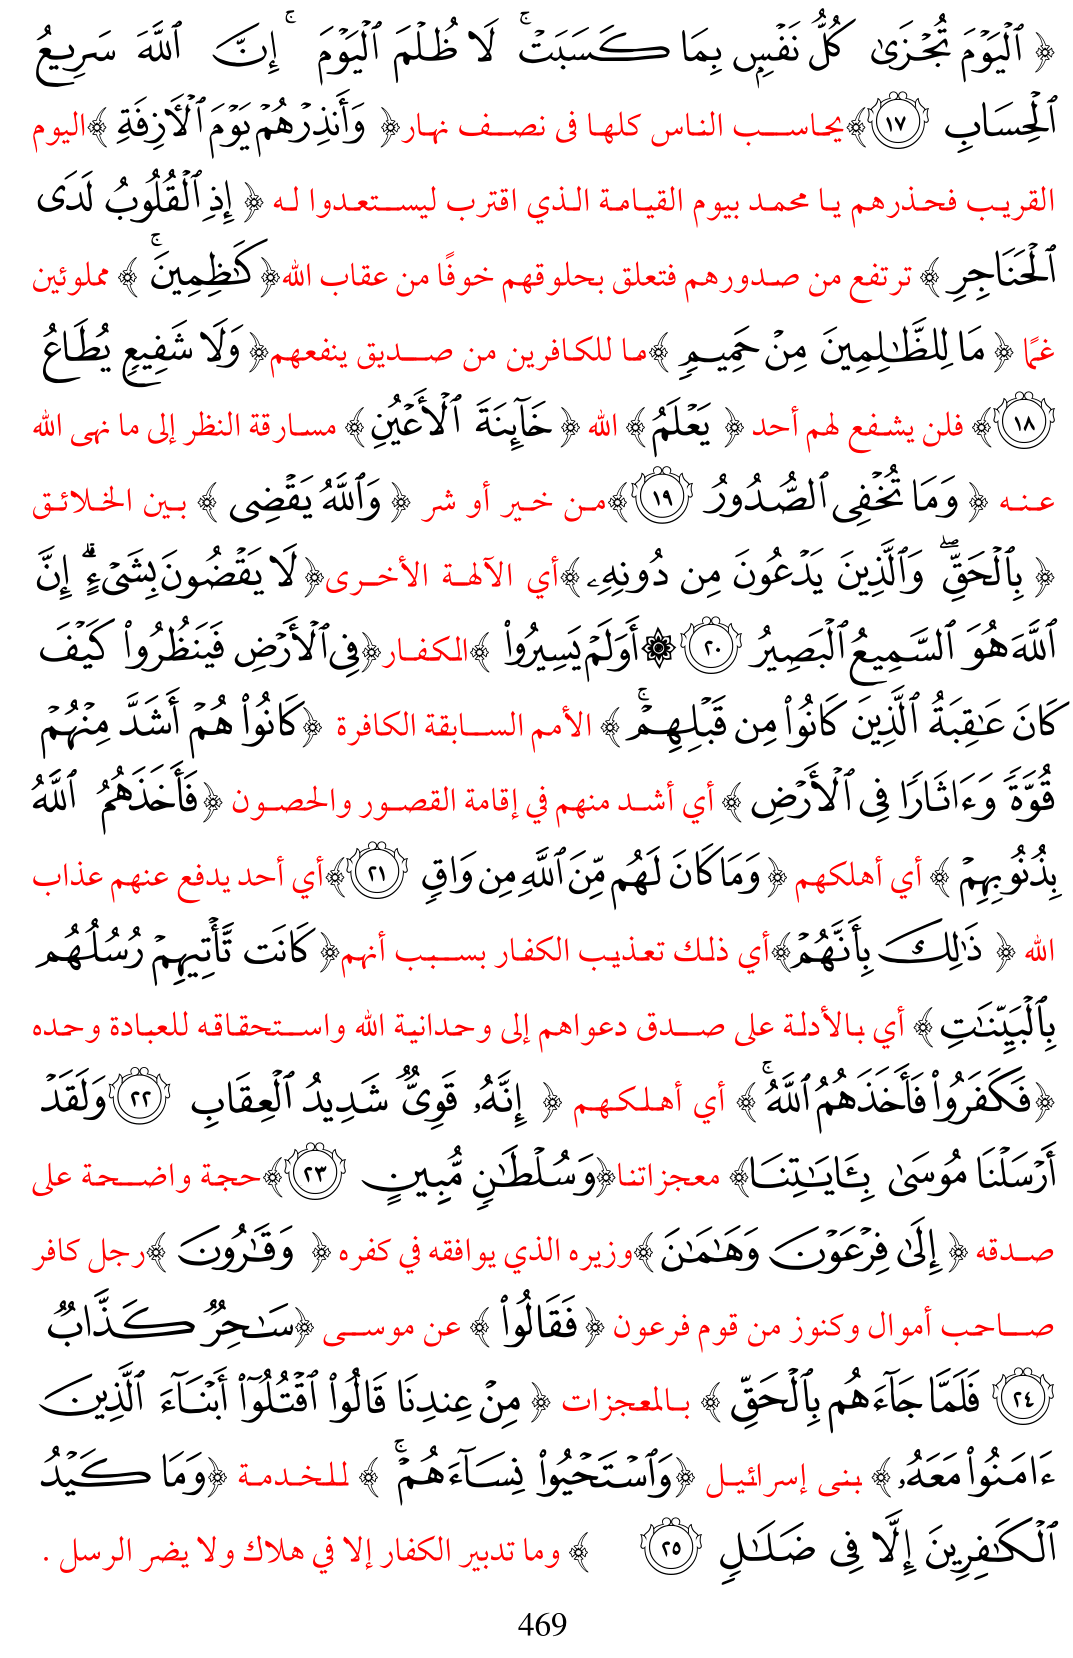 ﴿ ٱلۡيَوۡمَ تُجۡزَىٰ كُلُّ نَفۡسِۭ بِمَا كَسَبَتۡۚ لَا ظُلۡمَ ٱلۡيَوۡمَۚ إِنَّ ٱللَّهَ سَرِيعُ
ٱلۡحِسَابِ ١٧ ﴾يحاسب الناس كلها فى نصف نهار﴿ وَأَنذِرۡهُمۡ يَوۡمَ ٱلۡأٓزِفَةِ ﴾اليوم
القريب فحذرهم يا محمد بيوم القيامة الذي اقترب ليستعدوا له ﴿ إِذِ ٱلۡقُلُوبُ لَدَى
ٱلۡحَنَاجِرِ ﴾ ترتفع من صدورهم فتعلق بحلوقهم خوفًا من عقاب الله﴿ كَٰظِمِينَۚ ﴾ مملوئين
غمًا ﴿ مَا لِلظَّٰلِمِينَ مِنۡ حَمِيمٖ ﴾ما للكافرين من صديق ينفعهم﴿ وَلَا شَفِيعٖ يُطَاعُ
١٨ ﴾ فلن يشفع لهم أحد ﴿ يَعۡلَمُ ﴾ الله ﴿ خَآئِنَةَ ٱلۡأَعۡيُنِ ﴾ مسارقة النظر إلى ما نهى الله
عنه ﴿ وَمَا تُخۡفِي ٱلصُّدُورُ ١٩ ﴾من خير أو شر ﴿ وَٱللَّهُ يَقۡضِي ﴾ بين الخلائق
﴿ بِٱلۡحَقِّۖ وَٱلَّذِينَ يَدۡعُونَ مِن دُونِهِۦ ﴾أي الآلهة الأخرى﴿ لَا يَقۡضُونَ بِشَيۡءٍۗ إِنَّ
ٱللَّهَ هُوَ ٱلسَّمِيعُ ٱلۡبَصِيرُ ٢٠ ۞أَوَلَمۡ يَسِيرُواْ ﴾الكفار﴿فِي ٱلۡأَرۡضِ فَيَنظُرُواْ كَيۡفَ
كَانَ عَٰقِبَةُ ٱلَّذِينَ كَانُواْ مِن قَبۡلِهِمۡۚ ﴾ الأمم السابقة الكافرة ﴿كَانُواْ هُمۡ أَشَدَّ مِنۡهُمۡ
قُوَّةٗ وَءَاثَارٗا فِي ٱلۡأَرۡضِ ﴾ أي أشد منهم في إقامة القصور والحصون ﴿فَأَخَذَهُمُ ٱللَّهُ
بِذُنُوبِهِمۡ ﴾ أي أهلكهم ﴿ وَمَا كَانَ لَهُم مِّنَ ٱللَّهِ مِن وَاقٖ ٢١ ﴾أي أحد يدفع عنهم عذاب
الله ﴿ ذَٰلِكَ بِأَنَّهُمۡ﴾أي ذلك تعذيب الكفار بسبب أنهم﴿ كَانَت تَّأۡتِيهِمۡ رُسُلُهُم
بِٱلۡبَيِّنَٰتِ ﴾ أي بالأدلة على صدق دعواهم إلى وحدانية الله واستحقاقه للعبادة وحده
﴿فَكَفَرُواْ فَأَخَذَهُمُ ٱللَّهُۚ ﴾ أي أهلكهم ﴿ إِنَّهُۥ قَوِيّٞ شَدِيدُ ٱلۡعِقَابِ ٢٢ وَلَقَدۡ
أَرۡسَلۡنَا مُوسَىٰ بِـَٔايَٰتِنَا﴾ معجزاتنا﴿وَسُلۡطَٰنٖ مُّبِينٍ ٢٣ ﴾حجة واضحة على
صدقه ﴿ إِلَىٰ فِرۡعَوۡنَ وَهَٰمَٰنَ ﴾وزيره الذي يوافقه في كفره ﴿ وَقَٰرُونَ ﴾رجل كافر
صاحب أموال وكنوز من قوم فرعون ﴿ فَقَالُواْ ﴾ عن موسى ﴿سَٰحِرٞ كَذَّابٞ
٢٤ فَلَمَّا جَآءَهُم بِٱلۡحَقِّ ﴾ بالمعجزات ﴿ مِنۡ عِندِنَا قَالُواْ ٱقۡتُلُوٓاْ أَبۡنَآءَ ٱلَّذِينَ
ءَامَنُواْ مَعَهُۥ ﴾ بنى إسرائيل ﴿وَٱسۡتَحۡيُواْ نِسَآءَهُمۡۚ ﴾ للخدمة ﴿وَمَا كَيۡدُ
ٱلۡكَٰفِرِينَ إِلَّا فِي ضَلَٰلٖ ٢٥ ﴾ وما تدبير الكفار إلا في هلاك ولا يضر الرسل .
469